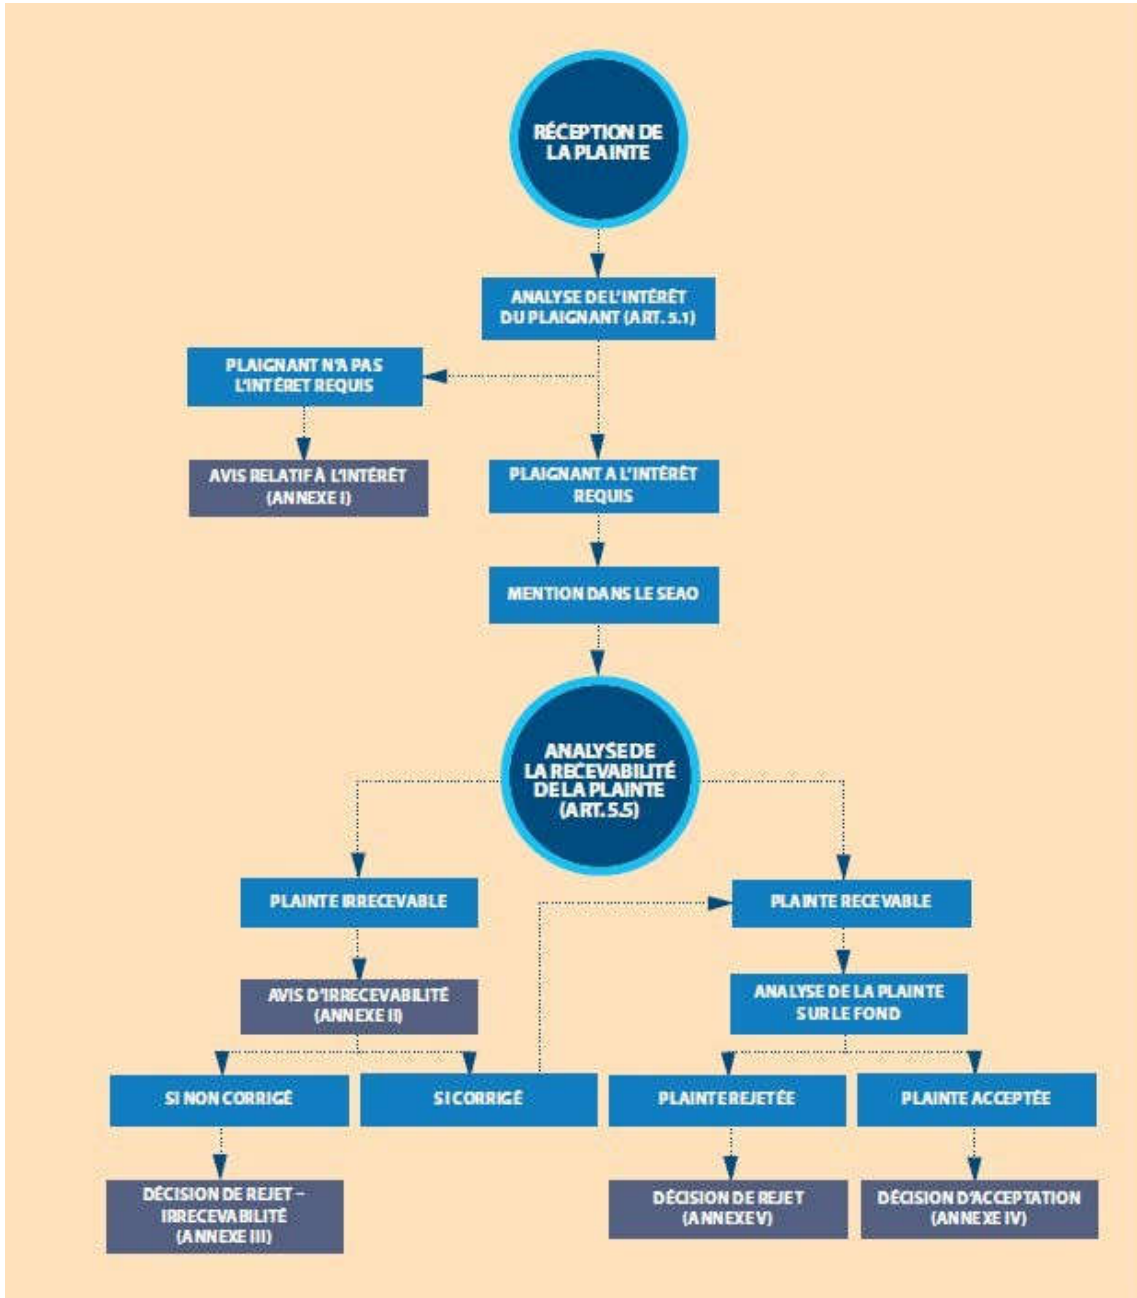 RÉCEPTION DE
LA PLAINTE
ANALYSE DE L'INTÉRÊT
DU PLAIGNANT (ART. 5.1)
PLAIGNANT N'A PAS
L'INTÉRET REQUIS
AVIS RELATIF À L'INTÉRÊT
(ANNEXE I)
PLAIGNANT A L'INTÉRÊT
REQUIS
MENTION DANS LE SEAO
ANALYSE DE
LA RECEVABILITÉ
DE LA PLAINTE
(ART. 5.5)
PLAINTE IRRECEVABLE
PLAINTE RECEVABLE
AVIS D'IRRECEVABILITÉ
(ANNEXE II)
ANALYSE DE LA PLAINTE
SUR LE FOND
SI NON CORRIGÉ
SI CORRIGÉ
PLAINTE REJETÉE
PLAINTE ACCEPTÉE
DÉCISION DE REJET –
IRRECEVABILITÉ
(ANNEXE III)
DÉCISION DE REJET
(ANNEXE V)
DÉCISION D'ACCEPTATION
(ANNEXE IV)